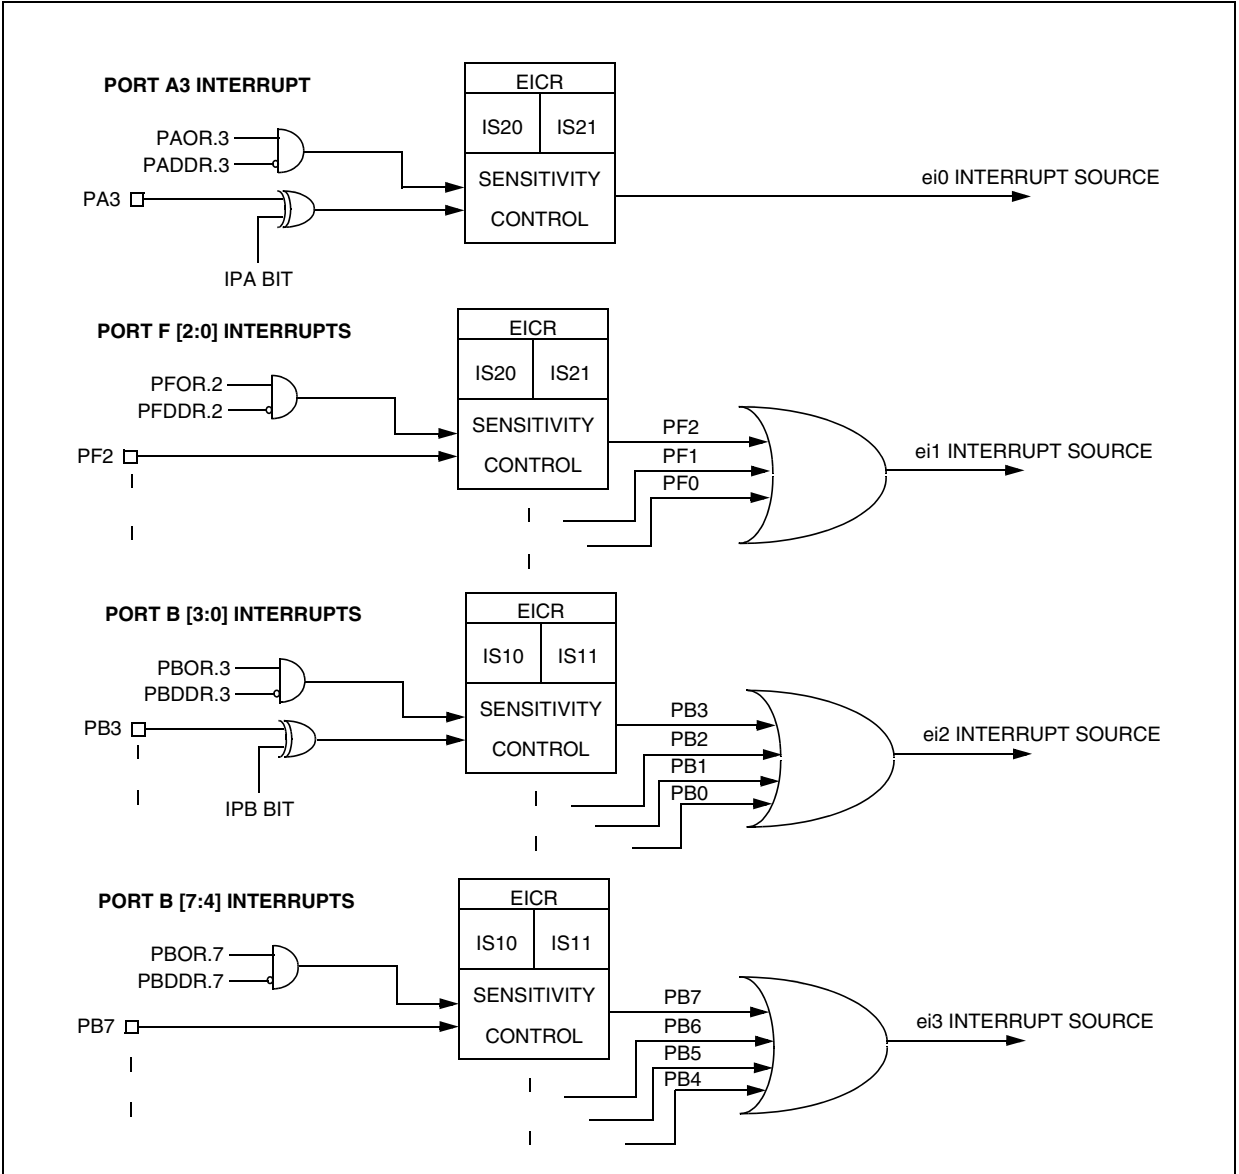 PORT A3 INTERRUPT
EICR
IS20 IS21
PAOR.3
PADDR.3
SENSITIVITY
CONTROL
PA3
IPA BIT
ei0 INTERRUPT SOURCE
PORT F [2:0] INTERRUPTS
EICR
IS20 IS21
PFOR.2
PFDDR.2
SENSITIVITY
CONTROL
PF2
PF2
PF1
PF0
ei1 INTERRUPT SOURCE
PORT B [3:0] INTERRUPTS
EICR
IS10 IS11
PBOR.3
PBDDR.3
SENSITIVITY
CONTROL
PB3
IPB BIT
PB3
PB2
PB1
PB0
ei2 INTERRUPT SOURCE
PORT B [7:4] INTERRUPTS
EICR
IS10 IS11
PBOR.7
PBDDR.7
SENSITIVITY
CONTROL
PB7
PB7
PB6
PB5
PB4
ei3 INTERRUPT SOURCE